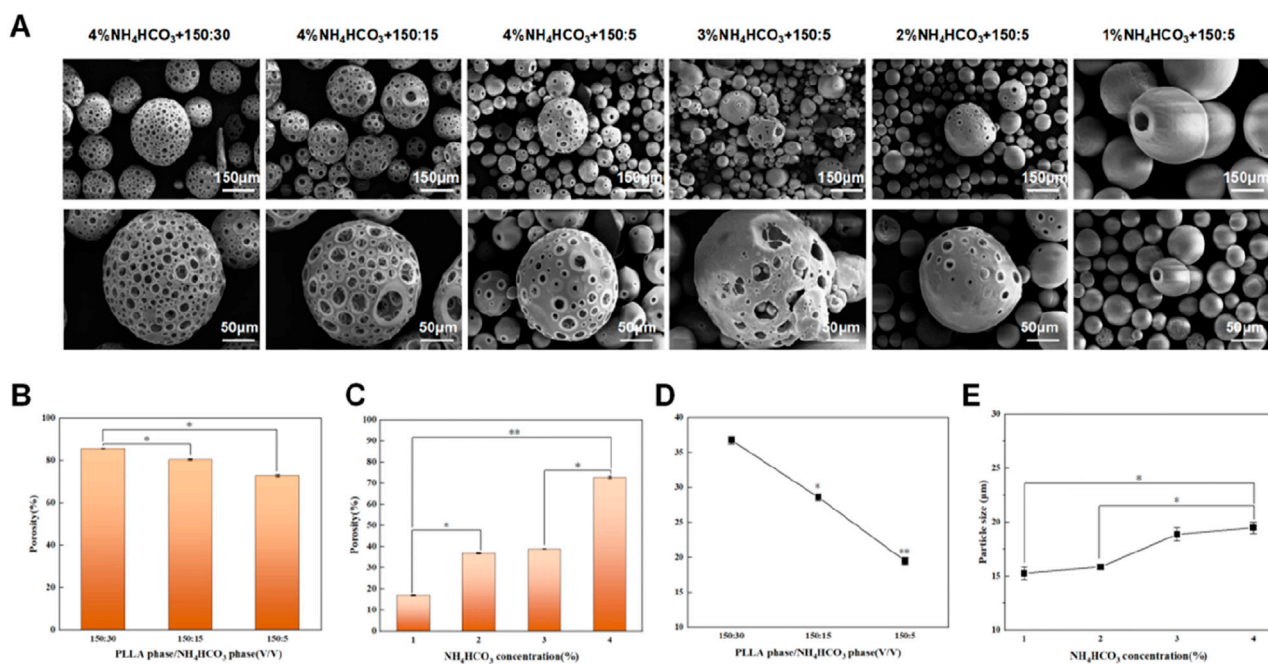 A
4%NH₄HCO₃+150:30 4%NH₄HCO₃+150:15 4%NH₄HCO₃+150:5 3%NH₄HCO₃+150:5 2%NH₄HCO₃+150:5 1%NH₄HCO₃+150:5
150μm 150μm 150μm 150μm 150μm 150μm
50μm 50μm 50μm 50μm 50μm 50μm
B
100
80
60
40
20
0
Porosity(%)
*
*
150:30 150:15 150:5
PLLA phase/NH₄HCO₃ phase(V/V)
C
100
90
80
70
60
50
40
30
20
10
0
Porosity(%)
**
*
*
1 2 3 4
NH₄HCO₃ concentration(%)
D
40
35
30
25
20
15
10
*
**
150:30 150:15 150:5
PLLA phase/NH₄HCO₃ phase(V/V)
E
30
25
20
15
10
Particle size (μm)
*
*
1 2 3 4
NH₄HCO₃ concentration(%)